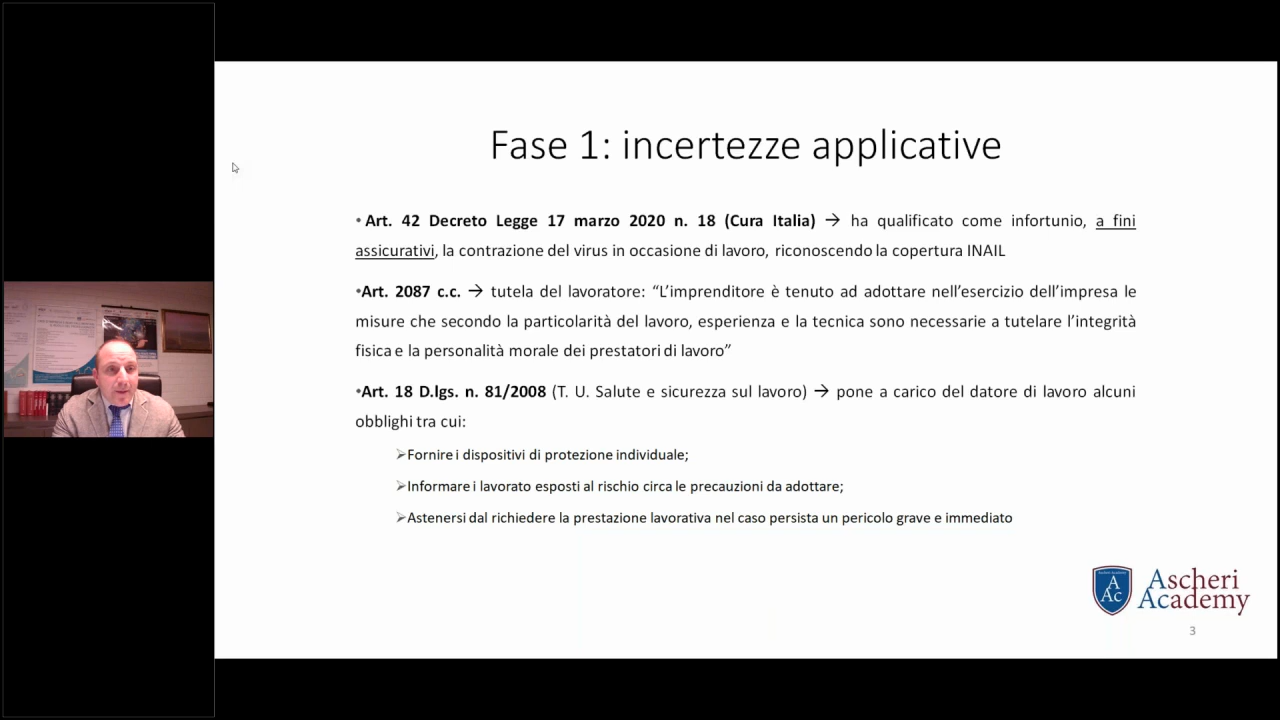 Fase 1: incertezze applicative
• Art. 42 Decreto Legge 17 marzo 2020 n. 18 (Cura Italia) → ha qualificato come infortunio, a fini
assicurativi, la contrazione del virus in occasione di lavoro, riconoscendo la copertura INAIL
•Art. 2087 c.c. → tutela del lavoratore: “L’imprenditore è tenuto ad adottare nell’esercizio dell’impresa le
misure che secondo la particolarità del lavoro, esperienza e la tecnica sono necessarie a tutelare l’integrità
fisica e la personalità morale dei prestatori di lavoro”
•Art. 18 D.lgs. n. 81/2008 (T. U. Salute e sicurezza sul lavoro) → pone a carico del datore di lavoro alcuni
obblighi tra cui:
➢Fornire i dispositivi di protezione individuale;
➢Informare i lavorato esposti al rischio circa le precauzioni da adottare;
➢Astenersi dal richiedere la prestazione lavorativa nel caso persista un pericolo grave e immediato
Ascheri Academy
A
Ac
Ascheri
Academy
3